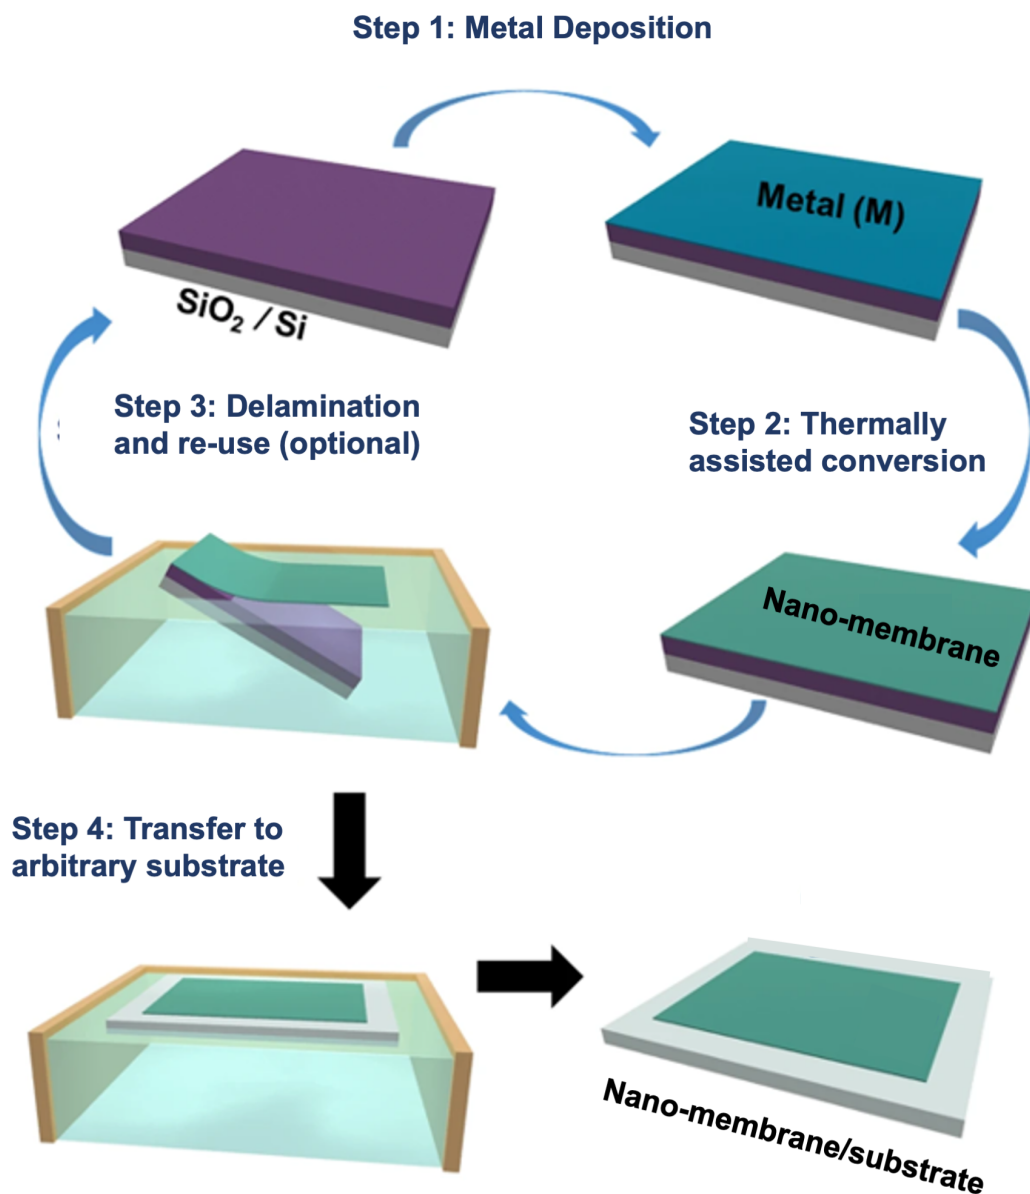 Step 1: Metal Deposition
Metal (M)
SiO₂ / Si
Step 3: Delamination
and re-use (optional)
Step 2: Thermally
assisted conversion
Nano-membrane
Step 4: Transfer to
arbitrary substrate
Nano-membrane/substrate